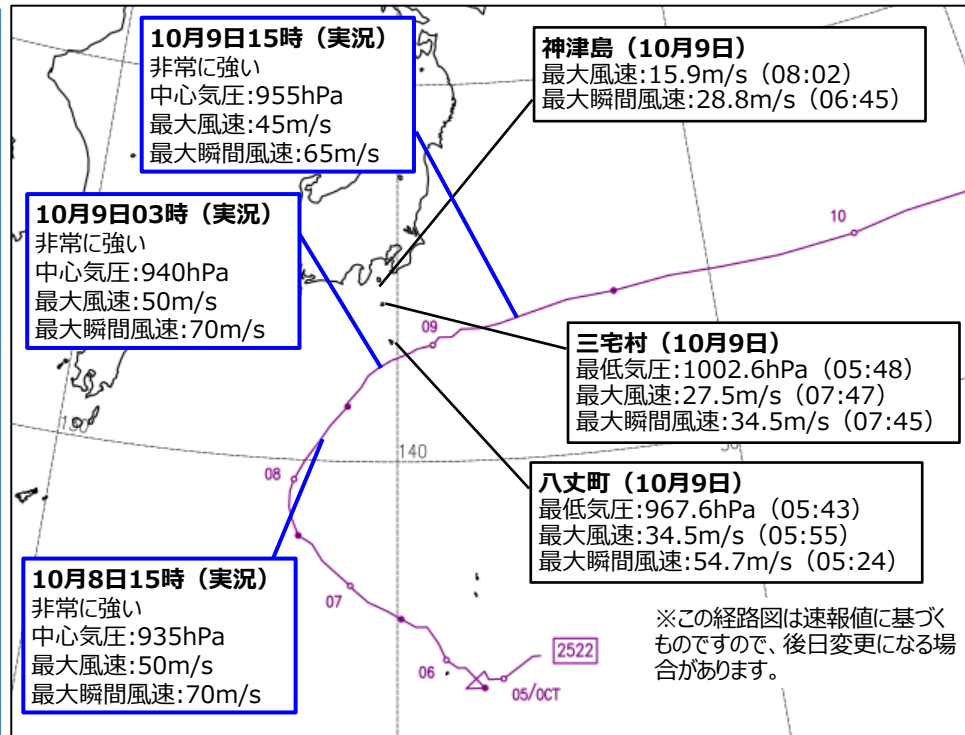 10月9日15時（実況）
非常に強い
中心気圧:955hPa
最大風速:45m/s
最大瞬間風速:65m/s
神津島（10月9日）
最大風速:15.9m/s（08:02）
最大瞬間風速:28.8m/s（06:45）
10月9日03時（実況）
非常に強い
中心気圧:940hPa
最大風速:50m/s
最大瞬間風速:70m/s
10
09
三宅村（10月9日）
最低気圧:1002.6hPa（05:48）
最大風速:27.5m/s（07:47）
最大瞬間風速:34.5m/s（07:45）
130
140
08
八丈町（10月9日）
最低気圧:967.6hPa（05:43）
最大風速:34.5m/s（05:55）
最大瞬間風速:54.7m/s（05:24）
10月8日15時（実況）
非常に強い
中心気圧:935hPa
最大風速:50m/s
最大瞬間風速:70m/s
07
06
05/OCT
2522
※この経路図は速報値に基づく
ものですので、後日変更になる場
合があります。